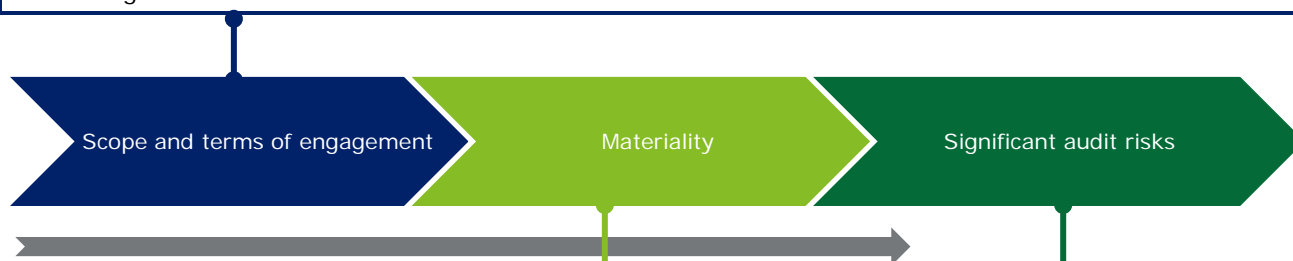 Scope and terms of engagement
Materiality
Significant audit risks